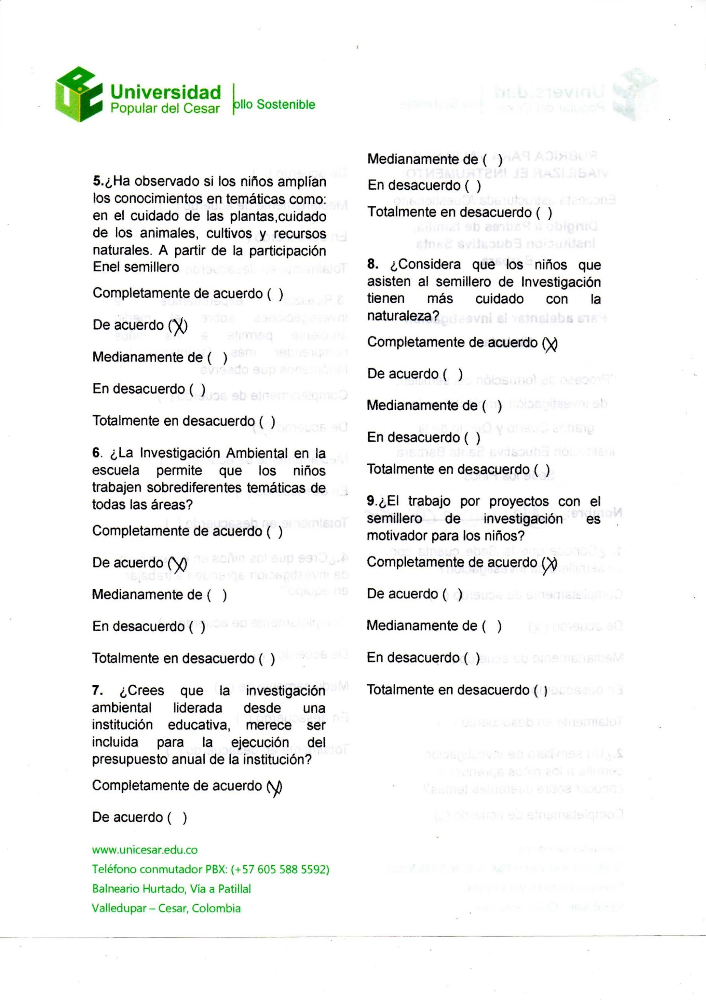 Universidad
Popular del Cesar
ollo Sostenible
5.¿Ha observado si los niños amplían
los conocimientos en temáticas como:
en el cuidado de las plantas,cuidado
de los animales, cultivos y recursos
naturales. A partir de la participación
Enel semillero
Completamente de acuerdo ( )
De acuerdo (X)
Medianamente de ( )
En desacuerdo ( )
Totalmente en desacuerdo ( )
6. ¿La Investigación Ambiental en la
escuela permite que los niños
trabajen sobrediferentes temáticas de
todas las áreas?
Completamente de acuerdo ( )
De acuerdo (X)
Medianamente de ( )
En desacuerdo ( )
Totalmente en desacuerdo ( )
7. ¿Crees que la investigación
ambiental liderada desde una
institución educativa, merece ser
incluida para la ejecución del
presupuesto anual de la institución?
Completamente de acuerdo (X)
De acuerdo ( )
Medianamente de ( )
En desacuerdo ( )
Totalmente en desacuerdo ( )
8. ¿Considera que los niños que
asisten al semillero de Investigación
tienen más cuidado con la
naturaleza?
Completamente de acuerdo (X)
De acuerdo ( )
Medianamente de ( )
En desacuerdo ( )
Totalmente en desacuerdo ( )
9.¿El trabajo por proyectos con el
semillero de investigación es
motivador para los niños?
Completamente de acuerdo (X)
De acuerdo ( )
Medianamente de ( )
En desacuerdo ( )
Totalmente en desacuerdo ( )
www.unicesar.edu.co
Teléfono conmutador PBX: (+57 605 588 5592)
Balneario Hurtado, Vía a Patillal
Valledupar – Cesar, Colombia